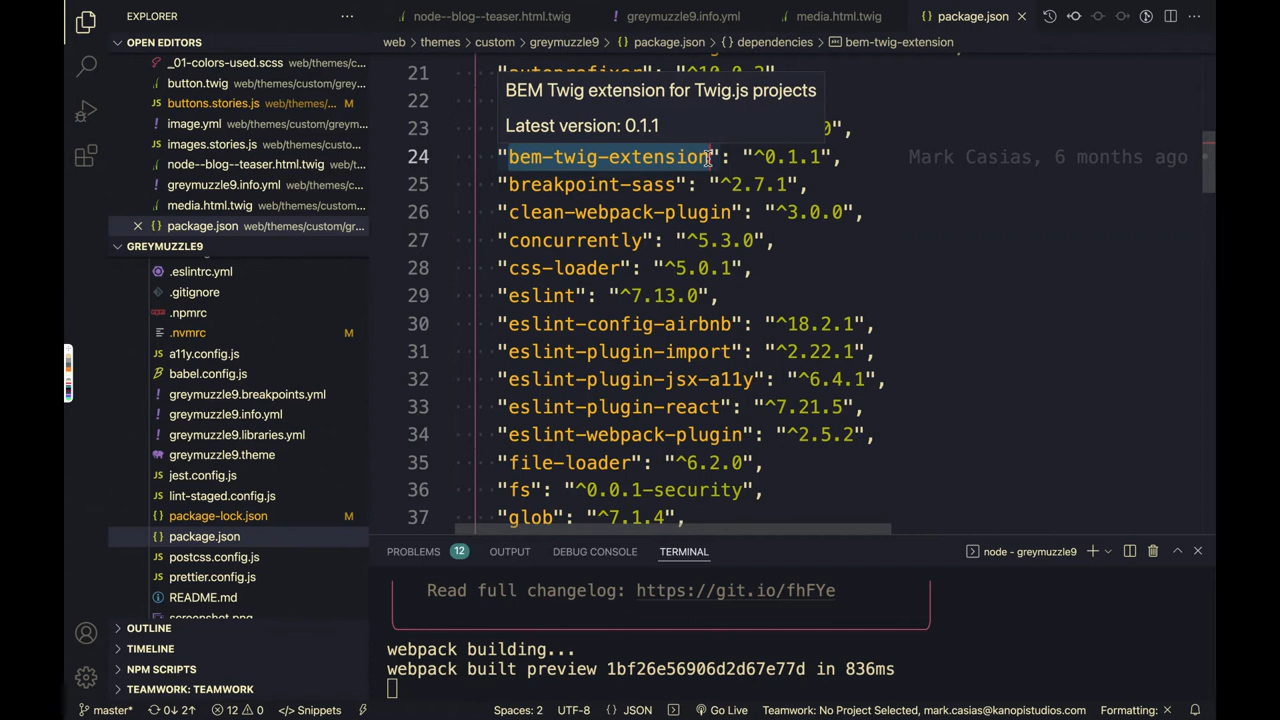 EXPLORER
OPEN EDITORS
_01-colors-used.scss web/themes/c...
button.twig web/themes/custom/grey...
buttons.stories.js web/themes/... M
image.yml web/themes/custom/greym...
images.stories.js web/themes/custo...
node--blog--teaser.html.twig web/t...
greymuzzle9.info.yml web/themes/c...
media.html.twig web/themes/custom...
package.json web/themes/custom/gr...
GREYMUZZLE9
.eslintrc.yml
.gitignore
.npmrc
.nvmrc M
a11y.config.js
babel.config.js
greymuzzle9.breakpoints.yml
greymuzzle9.info.yml
greymuzzle9.libraries.yml
greymuzzle9.theme
jest.config.js
lint-staged.config.js
package-lock.json M
package.json
postcss.config.js
prettier.config.js
README.md
screenshot.png
OUTLINE
TIMELINE
NPM SCRIPTS
TEAMWORK: TEAMWORK
node--blog--teaser.html.twig greymuzzle9.info.yml media.html.twig package.json
web > themes > custom > greymuzzle9 > package.json > dependencies > bem-twig-extension
21 "autoprefixer": "^10.0.2",
22
BEM Twig extension for Twig.js projects
Latest version: 0.1.1
23 0",
24 "bem-twig-extension": "^0.1.1", Mark Casias, 6 months ago
25 "breakpoint-sass": "^2.7.1",
26 "clean-webpack-plugin": "^3.0.0",
27 "concurrently": "^5.3.0",
28 "css-loader": "^5.0.1",
29 "eslint": "^7.13.0",
30 "eslint-config-airbnb": "^18.2.1",
31 "eslint-plugin-import": "^2.22.1",
32 "eslint-plugin-jsx-a11y": "^6.4.1",
33 "eslint-plugin-react": "^7.21.5",
34 "eslint-webpack-plugin": "^2.5.2",
35 "file-loader": "^6.2.0",
36 "fs": "^0.0.1-security",
37 "glob": "^7.1.4",
PROBLEMS 12 OUTPUT DEBUG CONSOLE TERMINAL node - greymuzzle9
Read full changelog: https://git.io/fhFYe
webpack building...
webpack built preview 1bf26e56906d2d67e77d in 836ms
master* 0↓ 2↑ 12 0 </> Snippets Spaces: 2 UTF-8 {} JSON Go Live Teamwork: No Project Selected, mark.casias@kanopistudios.com Formatting: